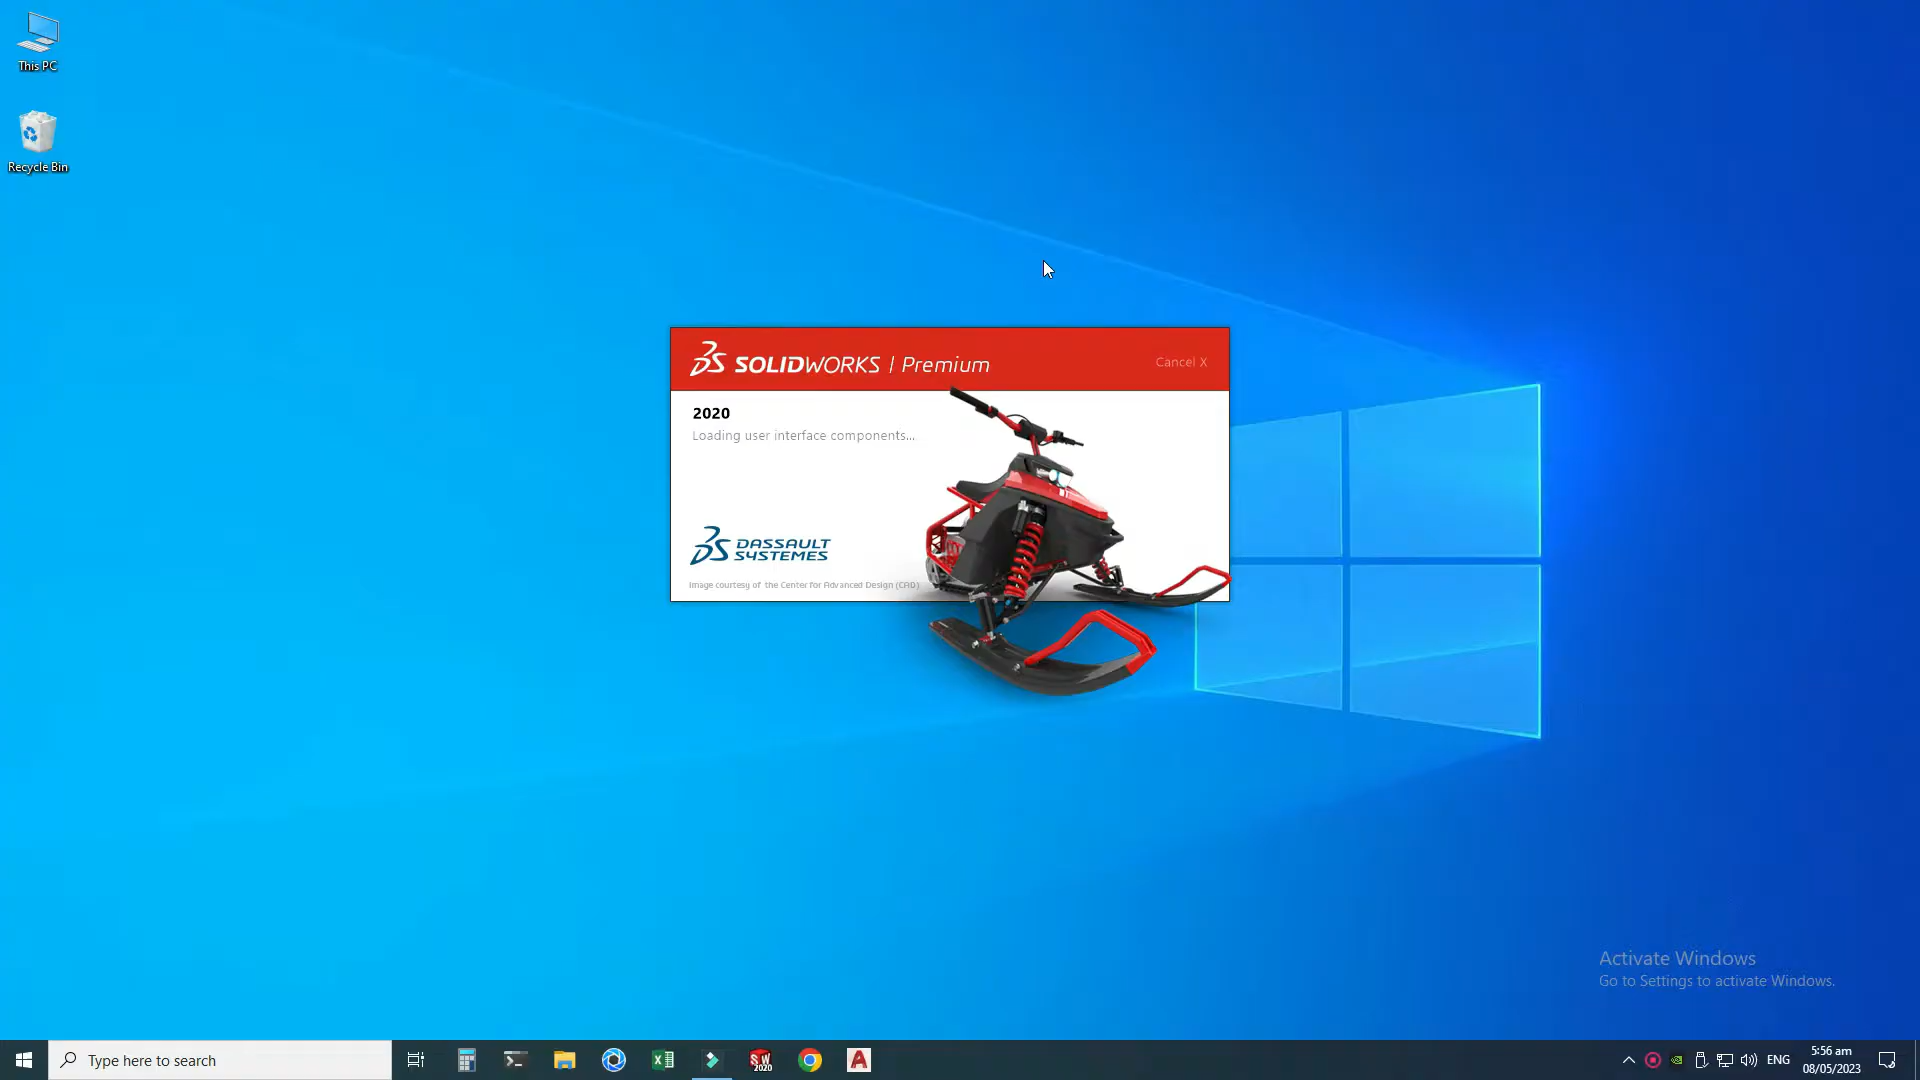 This PC
Recycle Bin
SOLIDWORKS | Premium
Cancel X
2020
Loading user interface components...
DASSAULT
SYSTEMES
Image courtesy of the Center for Advanced Design (CAD)
Activate Windows
Go to Settings to activate Windows.
Type here to search
SW
2020
ENG
5:56 am
08/05/2023